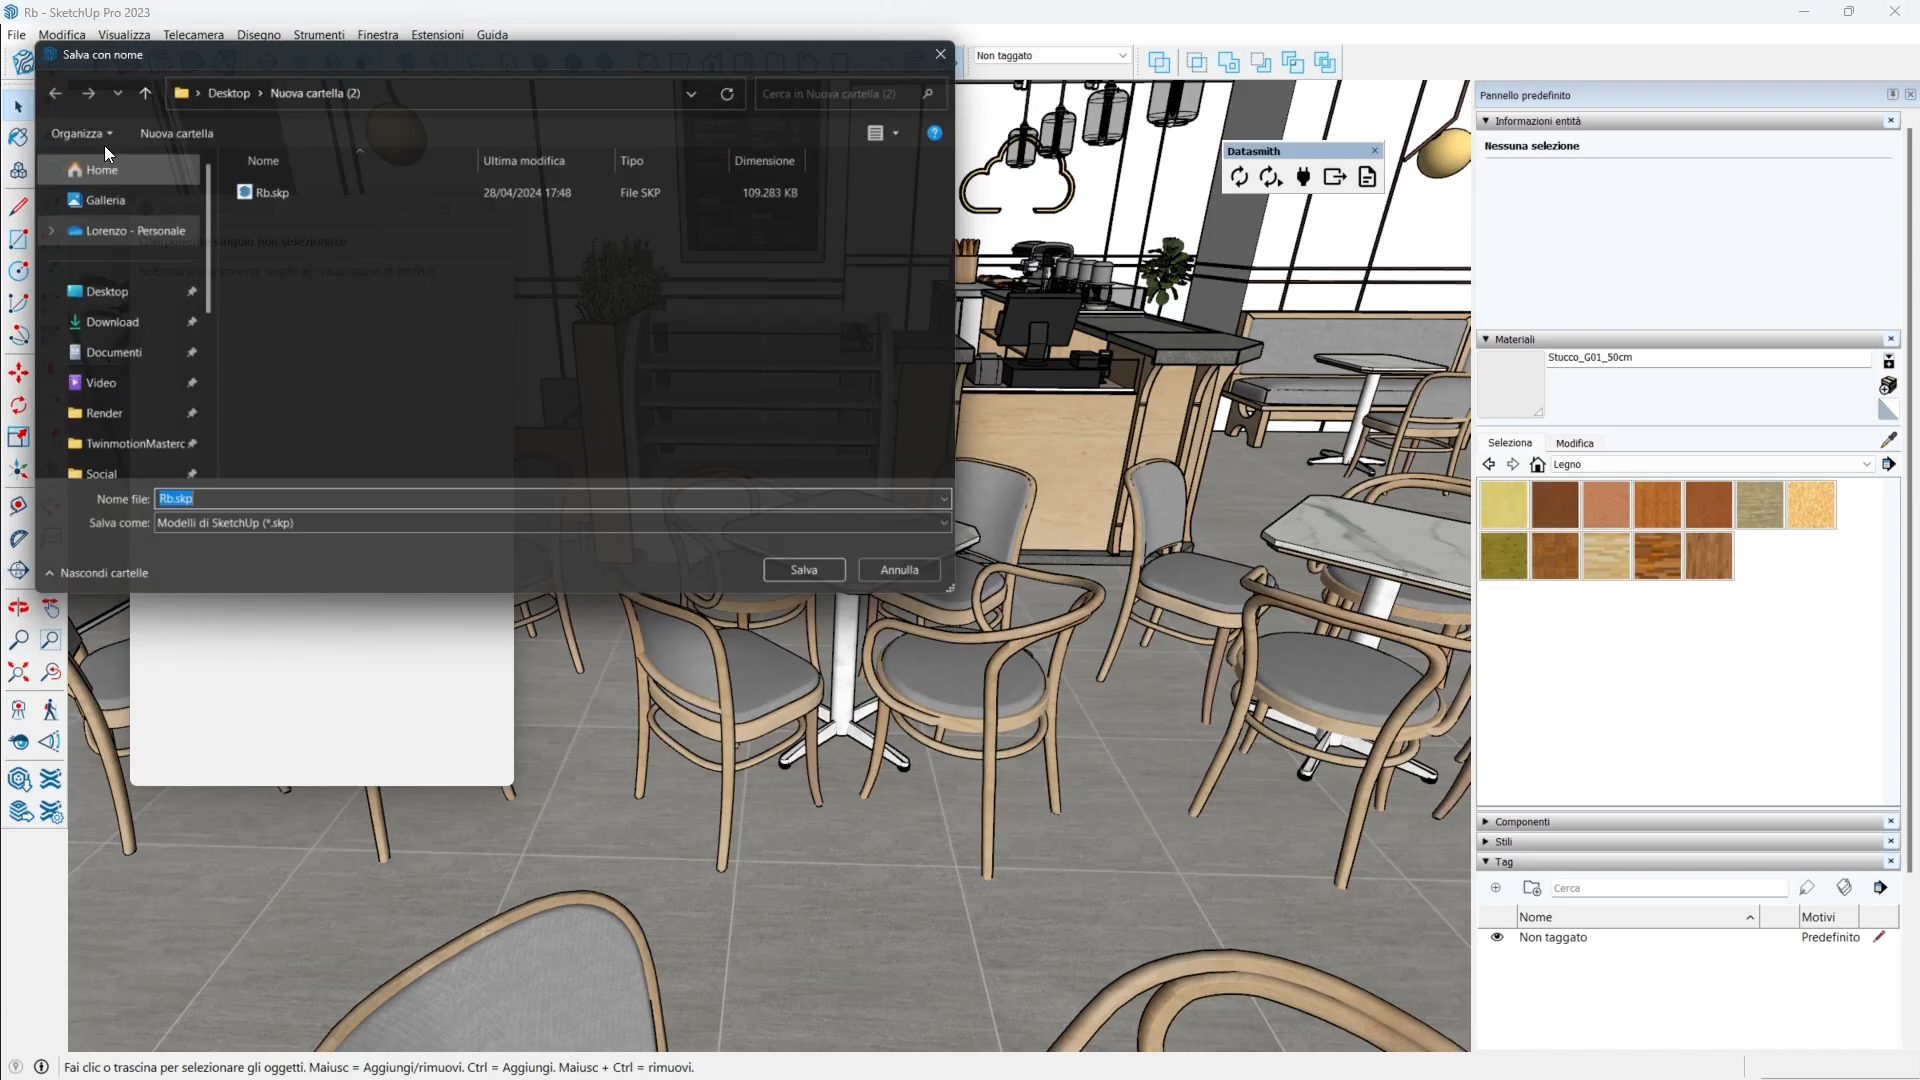 Rb - SketchUp Pro 2023
File Modifica Visualizza Telecamera Disegno Strumenti Finestra Estensioni Guida
Salva con nome
Non taggato
Desktop > Nuova cartella (2)
Cerca in Nuova cartella (2)
Organizza Nuova cartella
Nome Ultima modifica Tipo Dimensione
Rb.skp 28/04/2024 17:48 File SKP 109.283 KB
Home
Galleria
Lorenzo - Personale
Desktop
Download
Documenti
Video
Render
TwinmotionMasterc
Social
singolo non selezionato
Nome file: Rb.skp
Salva come: Modelli di SketchUp (*.skp)
Nascondi cartelle
Salva Annulla
Datasmith
Pannello predefinito
Informazioni entità
Nessuna selezione
Materiali
Stucco_G01_50cm
Seleziona Modifica
Legno
Componenti
Stili
Tag
Cerca
Nome Motivi
Non taggato Predefinito
Fai clic o trascina per selezionare gli oggetti. Maiusc = Aggiungi/rimuovi. Ctrl = Aggiungi. Maiusc + Ctrl = rimuovi.